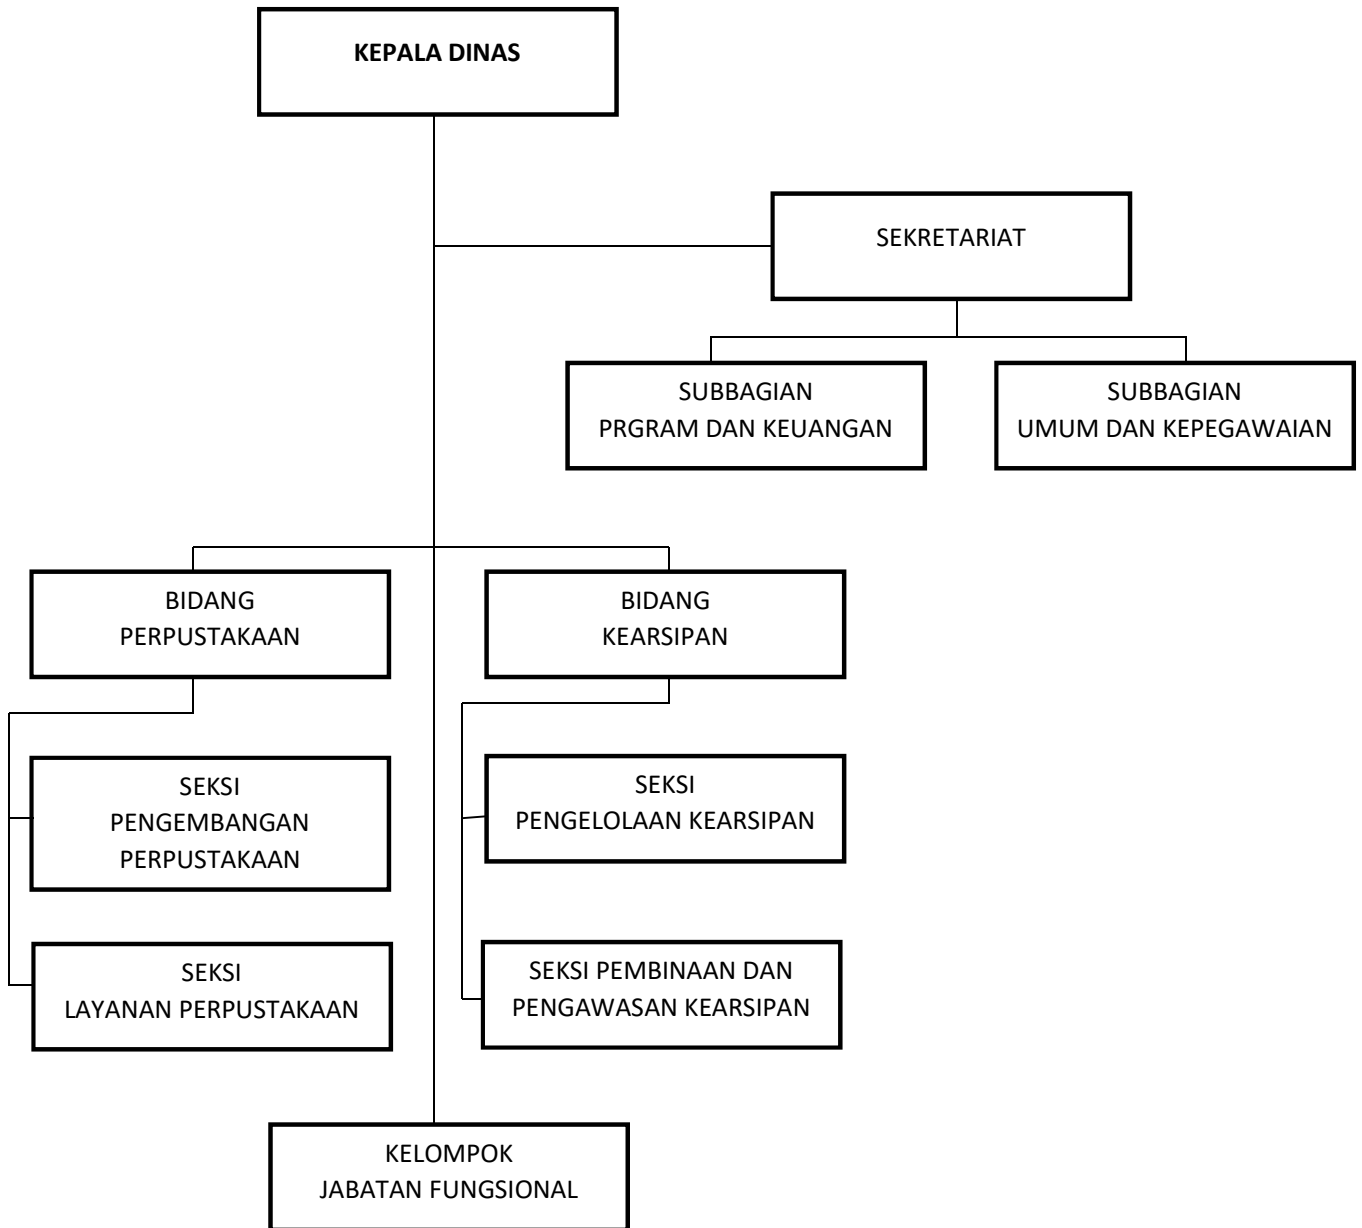 KEPALA DINAS
SEKRETARIAT
SUBBAGIAN
PRGRAM DAN KEUANGAN
SUBBAGIAN
UMUM DAN KEPEGAWAIAN
BIDANG
PERPUSTAKAAN
BIDANG
KEARSIPAN
SEKSI
PENGEMBANGAN
PERPUSTAKAAN
SEKSI
PENGELOLAAN KEARSIPAN
SEKSI
LAYANAN PERPUSTAKAAN
SEKSI PEMBINAAN DAN
PENGAWASAN KEARSIPAN
KELOMPOK
JABATAN FUNGSIONAL